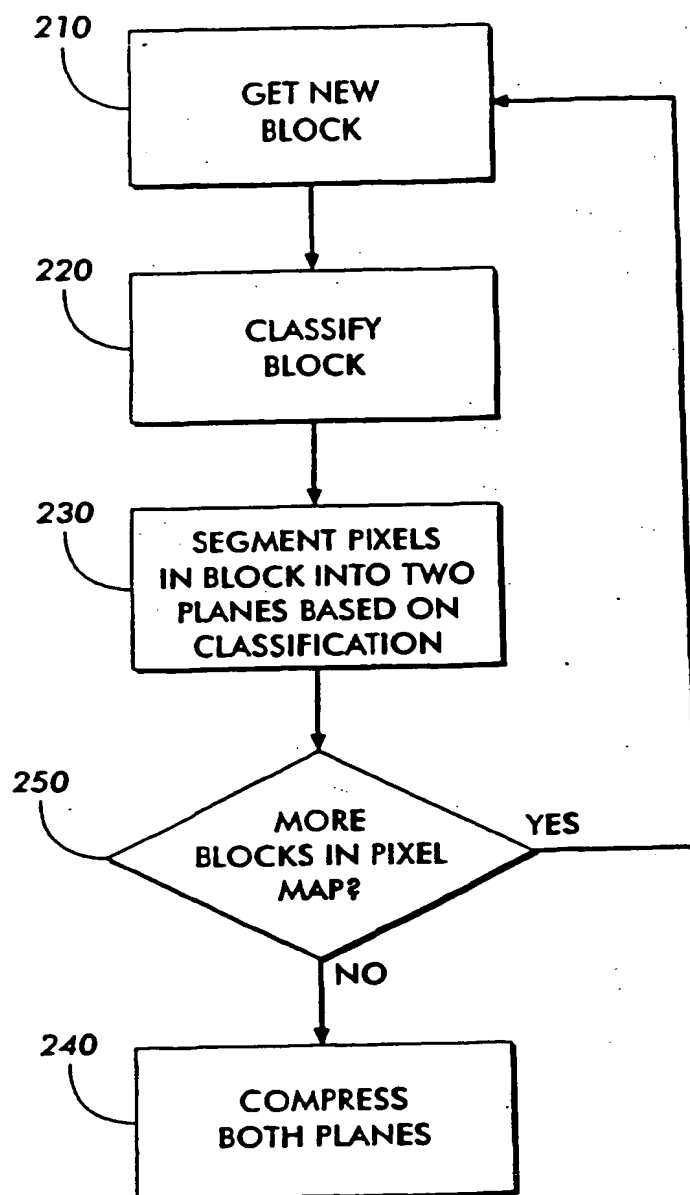 210
GET NEW
BLOCK
220
CLASSIFY
BLOCK
230
SEGMENT PIXELS
IN BLOCK INTO TWO
PLANES BASED ON
CLASSIFICATION
250
MORE
BLOCKS IN PIXEL
MAP?
YES
NO
240
COMPRESS
BOTH PLANES